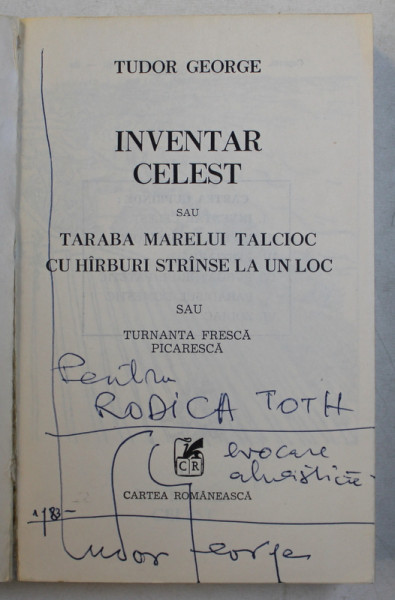 TUDOR GEORGE
INVENTAR
CELEST
SAU
TARABA MARELUI TALCIOC
CU HÎRBURI STRÎNSE LA UN LOC
SAU
TURNANTA FRESCĂ
PICARESCĂ
Pentru
RODICA TOTH
evocare
CR
CARTEA ROMÂNEASCĂ
Tudor George